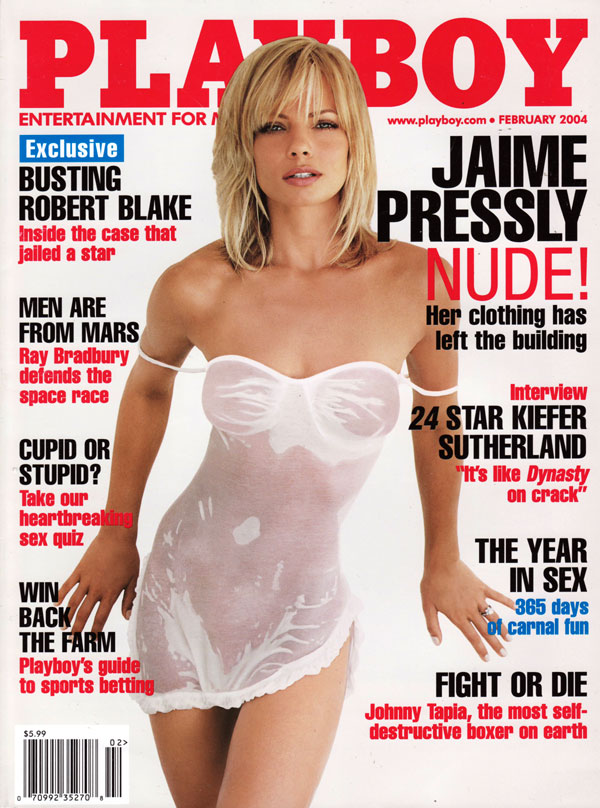 PLAYBOY
ENTERTAINMENT FOR M
www.playboy.com • FEBRUARY 2004
Exclusive
BUSTING
ROBERT BLAKE
Inside the case that
jailed a star
MEN ARE
FROM MARS
Ray Bradbury
defends the
space race
CUPID OR
STUPID?
Take our
heartbreaking
sex quiz
WIN
BACK
THE FARM
Playboy's guide
to sports betting
JAIME
PRESSLY
NUDE!
Her clothing has
left the building
Interview
24 STAR KIEFER
SUTHERLAND
"It's like Dynasty
on crack"
THE YEAR
IN SEX
365 days
of carnal fun
FIGHT OR DIE
Johnny Tapia, the most self-
destructive boxer on earth
$5.99
02>
0 70992 35270 8